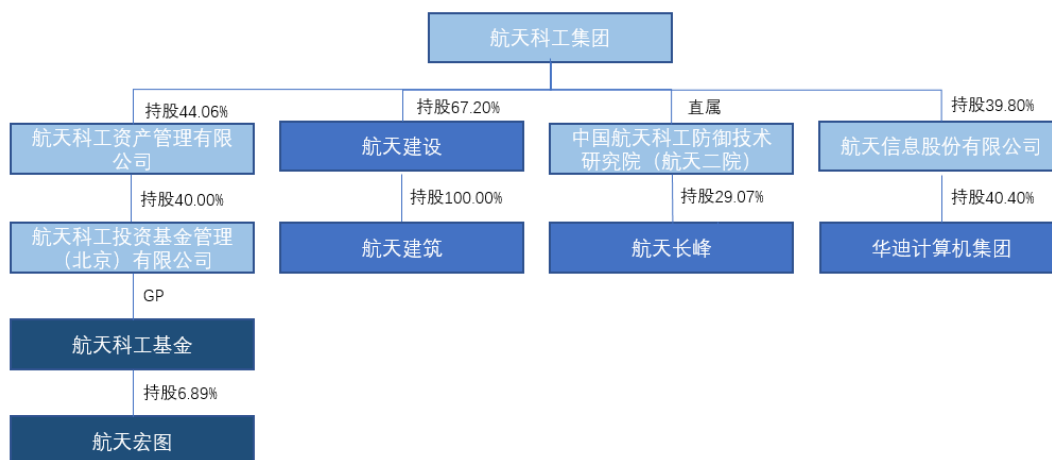 航天科工集团
持股44.06%
持股67.20%
直属
持股39.80%
航天科工资产管理有限
公司
航天建设
中国航天科工防御技术
研究院（航天二院）
航天信息股份有限公司
持股40.00%
持股100.00%
持股29.07%
持股40.40%
航天科工投资基金管理
（北京）有限公司
航天建筑
航天长峰
华迪计算机集团
GP
航天科工基金
持股6.89%
航天宏图